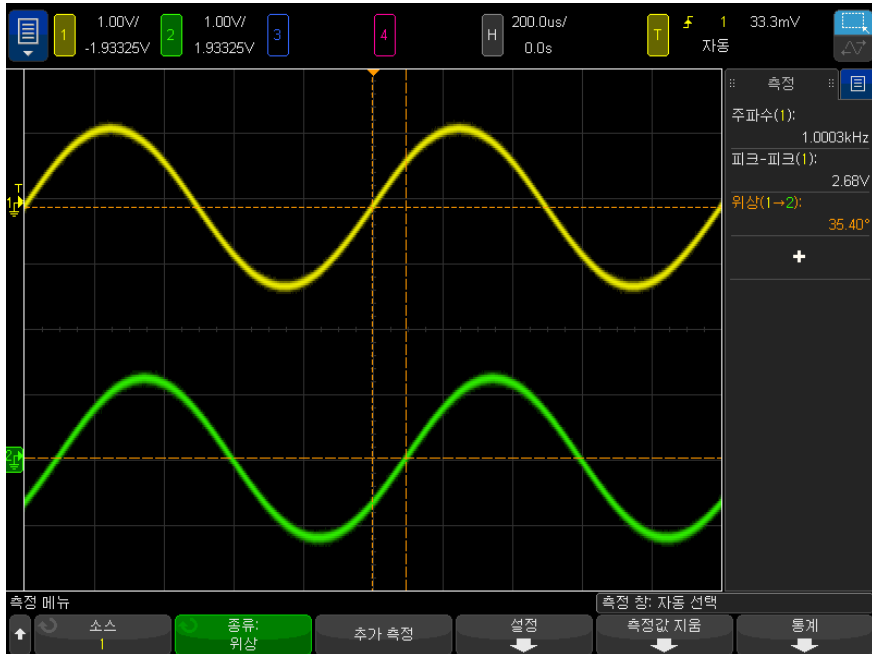 1 1.00V/ 2 1.00V/ 3 4 H 200.0us/ T 1 33.3mV
-1.93325V 1.93325V 0.0s 자동
측정
주파수(1):
1.0003kHz
피크-피크(1):
2.68V
위상(1→2):
35.40°
+
T
1
2
측정 메뉴 측정 창: 자동 선택
소스 종류: 추가 측정 설정 측정값 지움 통계
1 위상